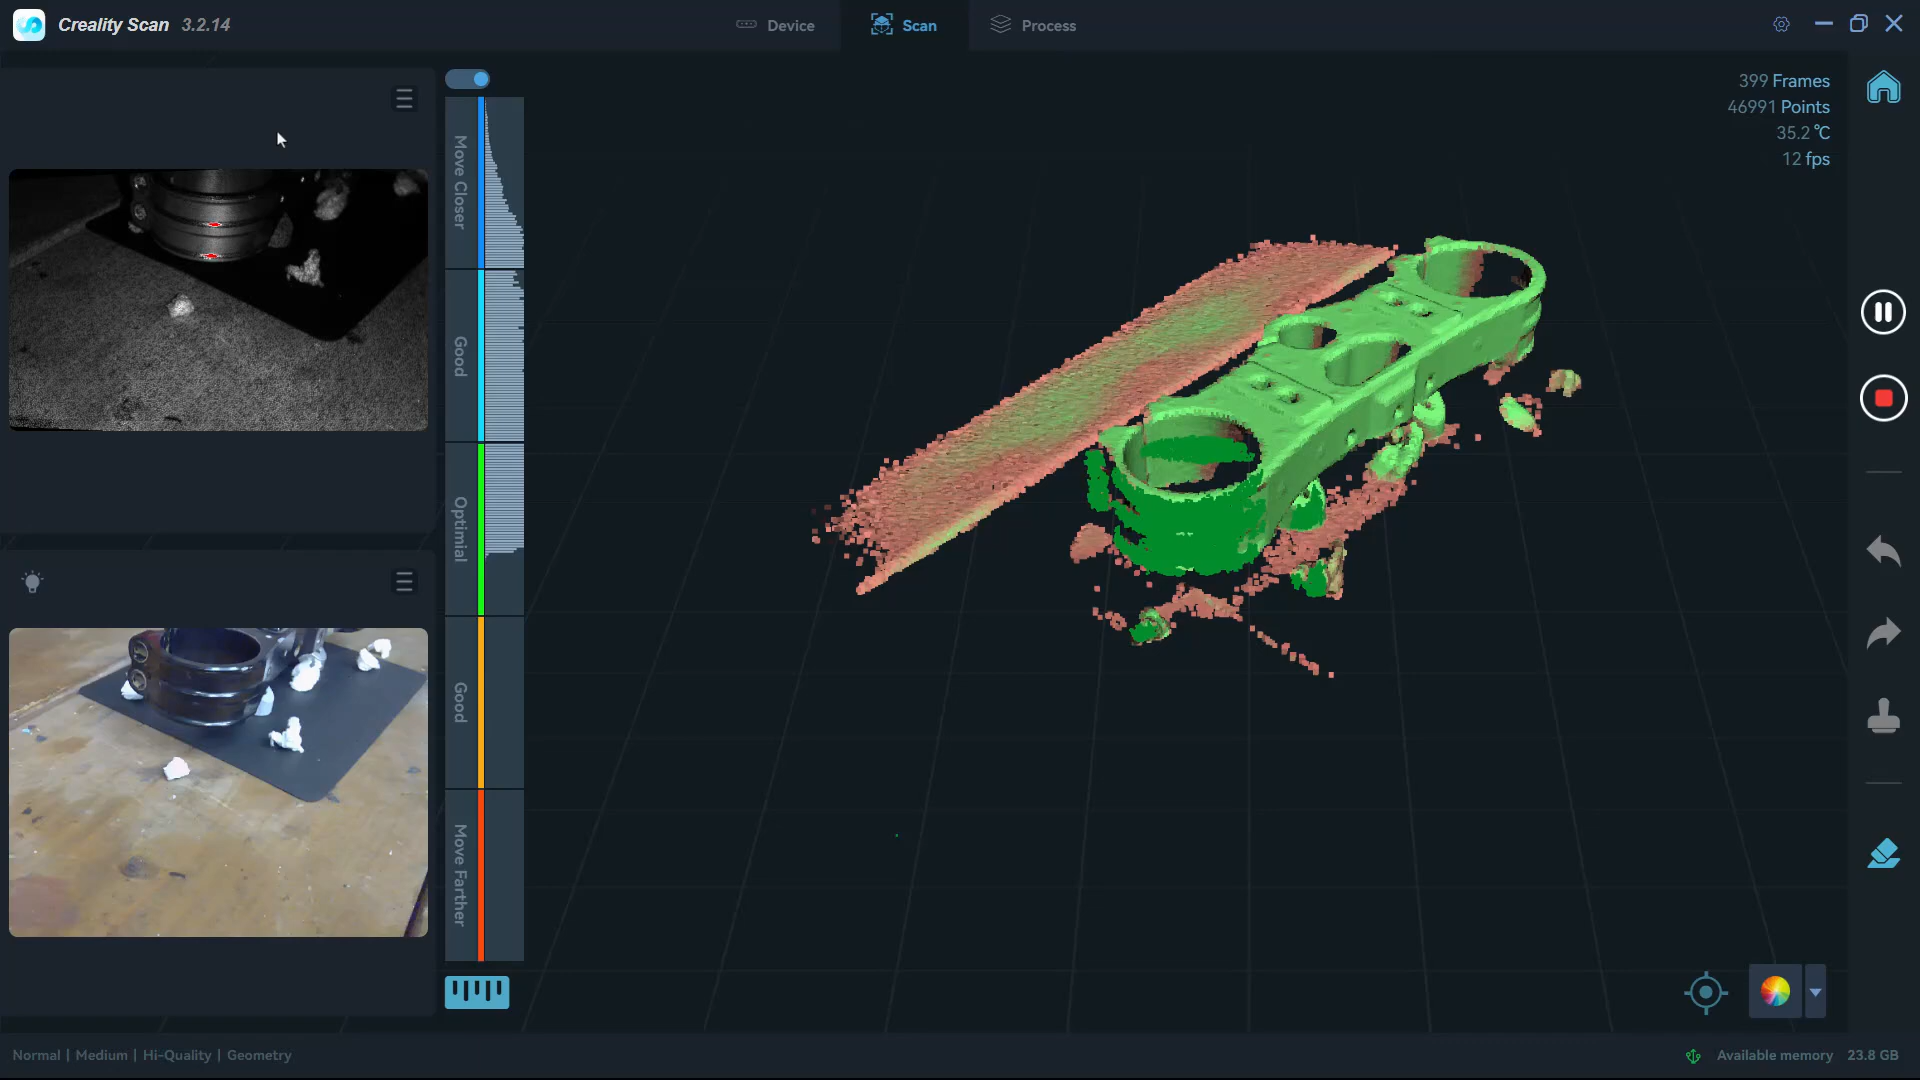 Creality Scan 3.2.14
Device
Scan
Process
399 Frames
46991 Points
35.2 ℃
12 fps
Move Closer
Good
Optimial
Good
Move Farther
Normal | Medium | Hi-Quality | Geometry
Available memory 23.8 GB